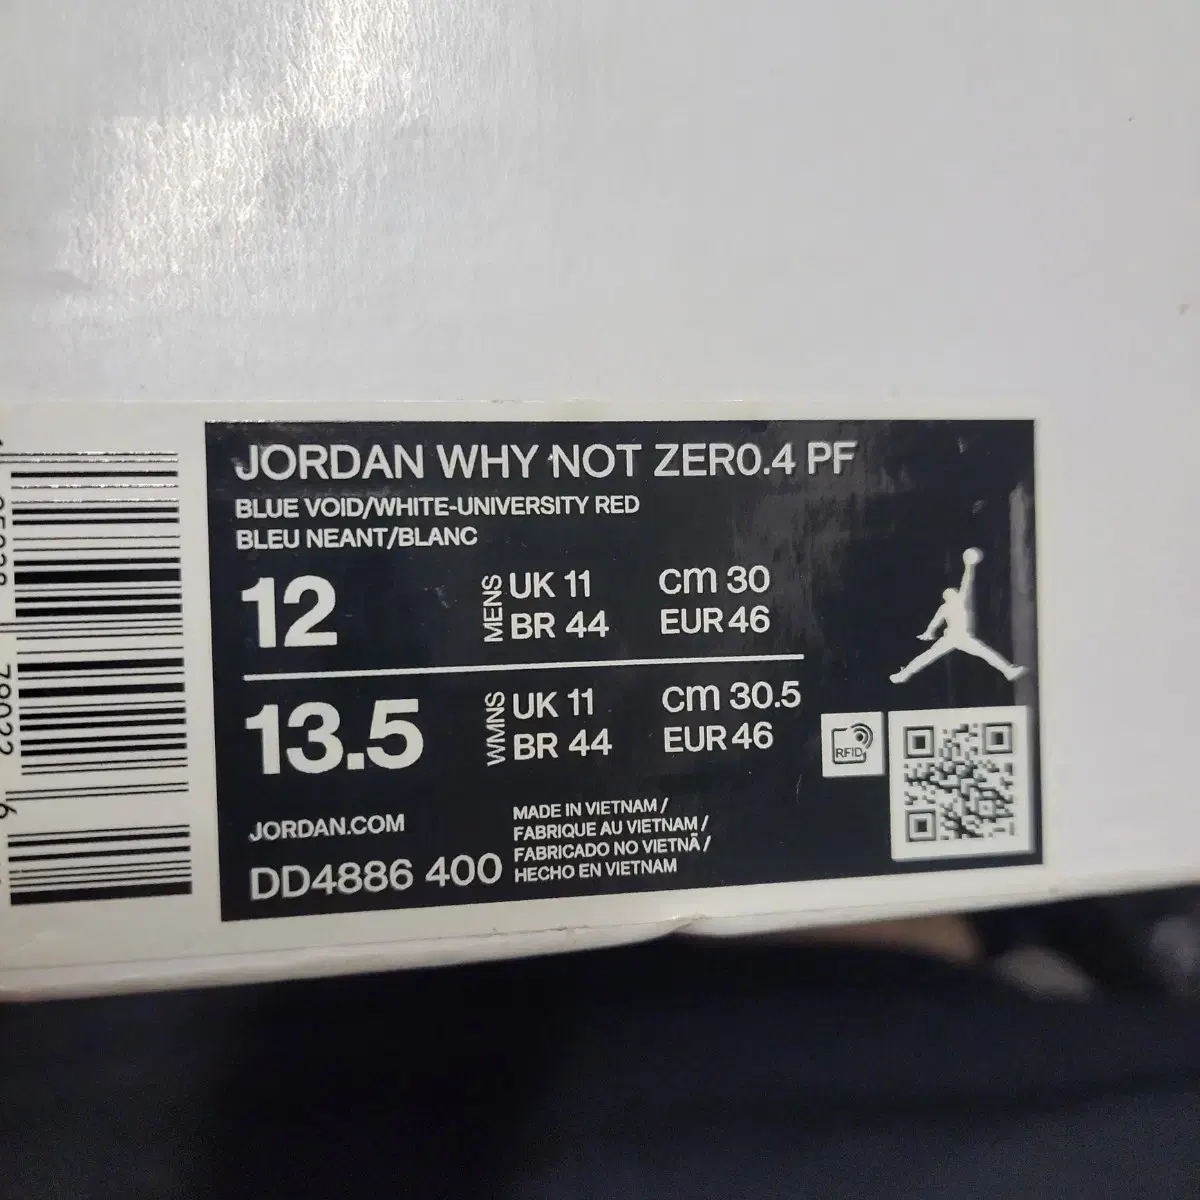 JORDAN WHY NOT ZER0.4 PF
BLUE VOID/WHITE-UNIVERSITY RED
BLEU NEANT/BLANC
12
MENS
UK 11
cm 30
BR 44
EUR 46
13.5
WMNS
UK 11
cm 30.5
BR 44
EUR 46
RFID
JORDAN.COM
DD4886 400
MADE IN VIETNAM /
FABRIQUE AU VIETNAM /
FABRICADO NO VIETNÃ /
HECHO EN VIETNAM
79022 6